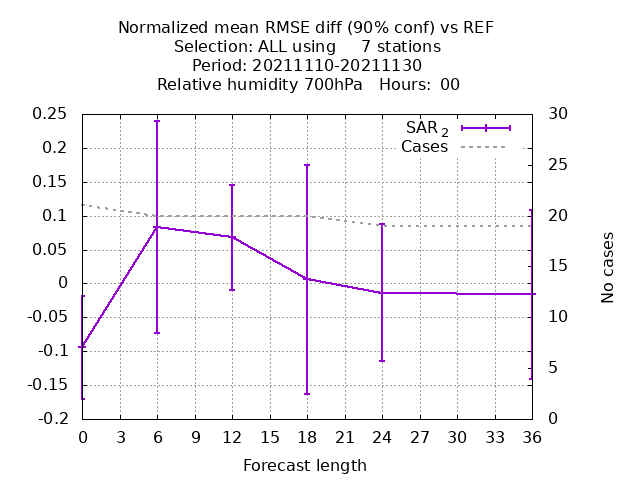 Normalized mean RMSE diff (90% conf) vs REF
Selection: ALL using     7 stations
Period: 20211110-20211130
Relative humidity 700hPa   Hours:  00
SAR 2
Cases
0.25
0.2
0.15
0.1
0.05
0
-0.05
-0.1
-0.15
-0.2
30
25
20
15
10
5
0
No cases
0 3 6 9 12 15 18 21 24 27 30 33 36
Forecast length